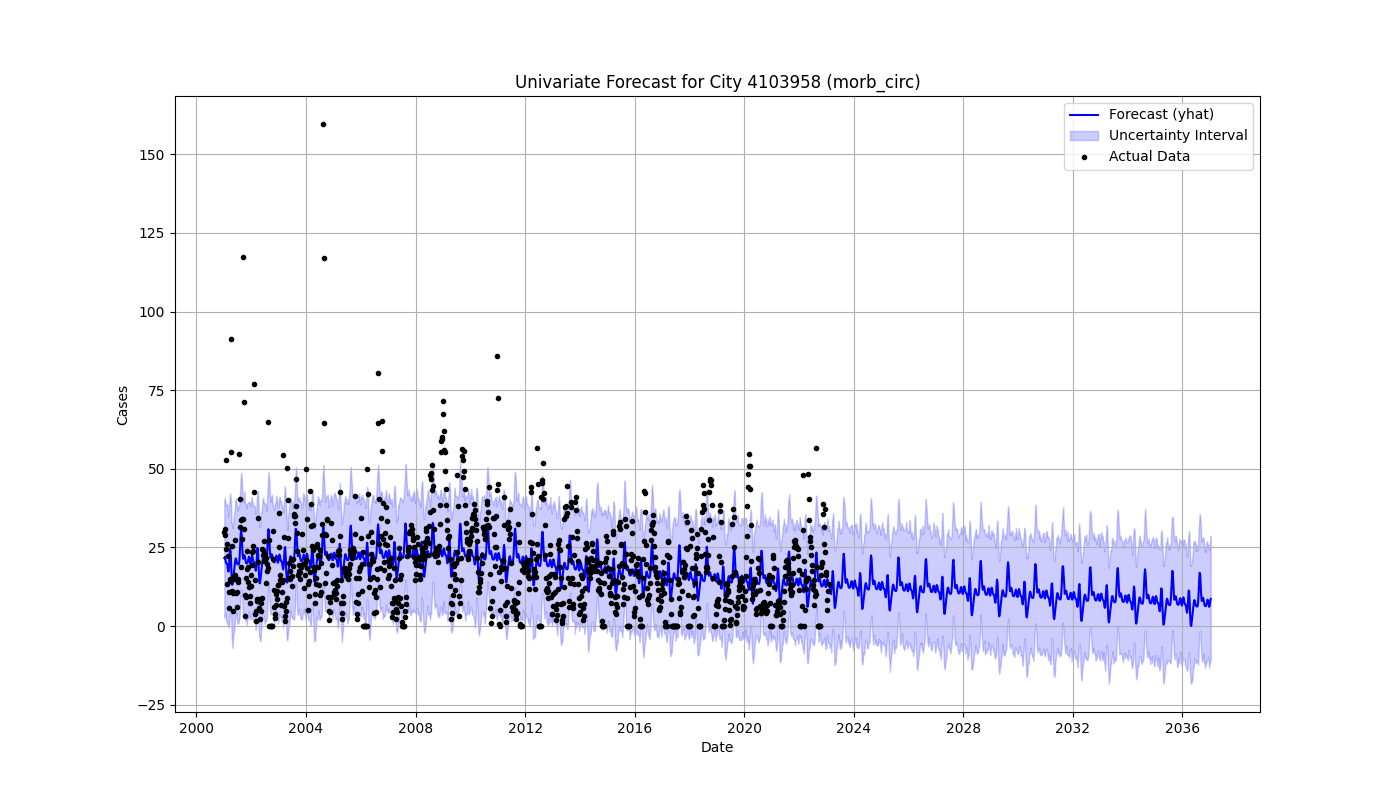 Univariate Forecast for City 4103958 (morb_circ)
Forecast (yhat)
Uncertainty Interval
Actual Data
Cases
150
125
100
75
50
25
0
−25
2000 2004 2008 2012 2016 2020 2024 2028 2032 2036
Date